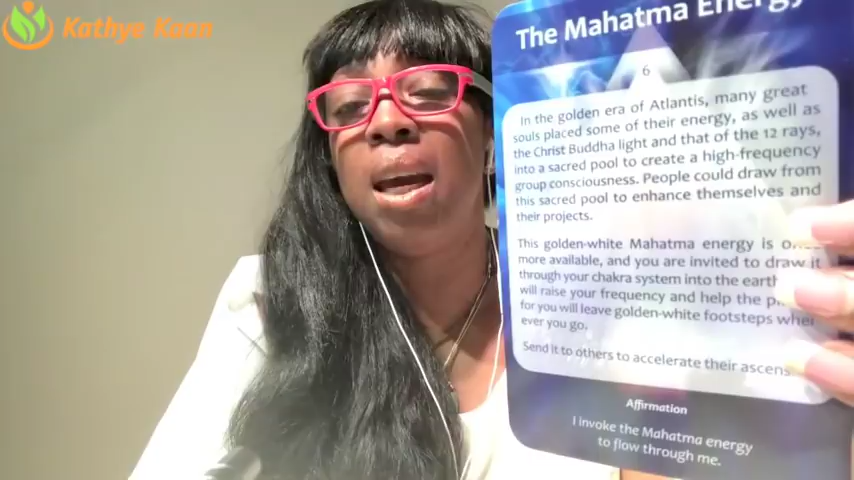 Kathye Kaan
The Mahatma Energy
6
In the golden era of Atlantis, many great
souls placed some of their energy, as well as
the Christ Buddha light and that of the 12 rays,
into a sacred pool to create a high-frequency
group consciousness. People could draw from
this sacred pool to enhance themselves and
their projects.
This golden-white Mahatma energy is
more available, and you are invited to draw it
through your chakra system into the earth
will raise your frequency and help the
for you will leave golden-white footsteps
ever you go.
Send it to others to accelerate their
Affirmation
I invoke the Mahatma energy
to flow through me.